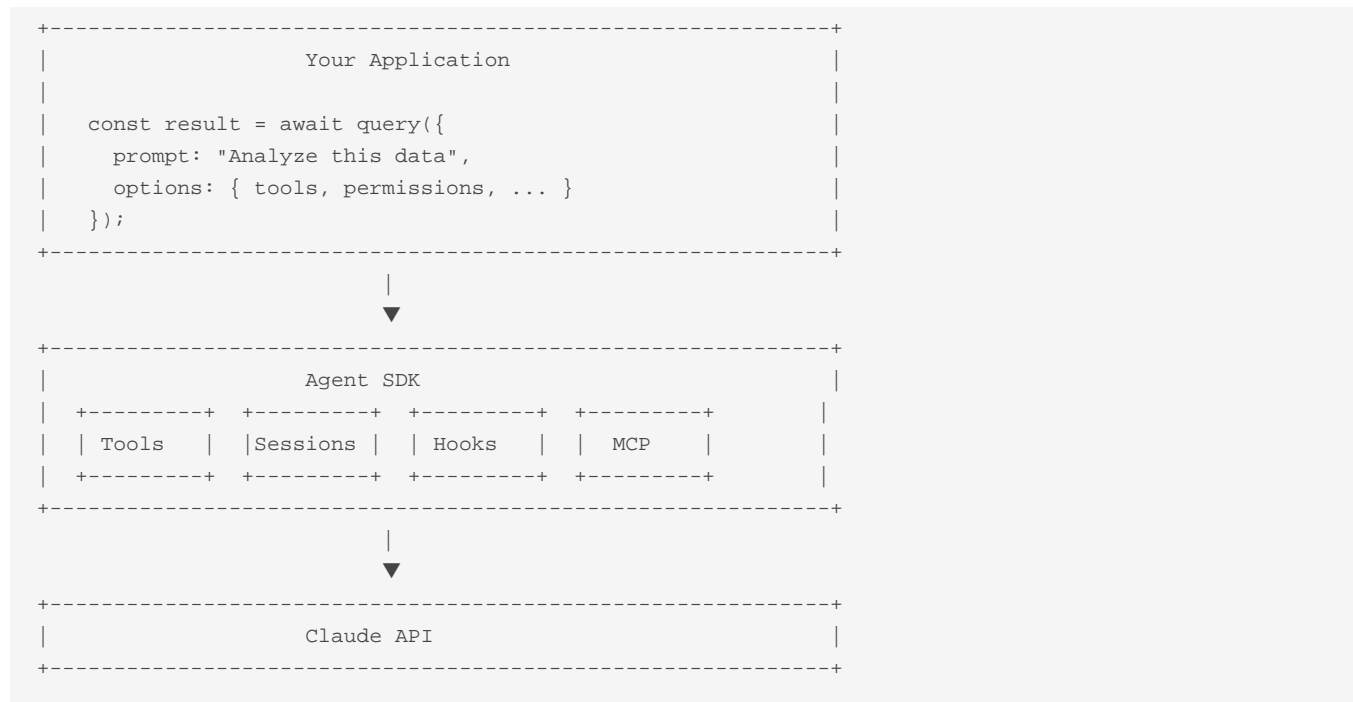 +-------------------------------------------------------------+
|                    Your Application                         |
|                                                             |
|   const result = await query({                              |
|     prompt: "Analyze this data",                            |
|     options: { tools, permissions, ... }                    |
|   });                                                       |
+-------------------------------------------------------------+
                           |
                           ▼
+-------------------------------------------------------------+
|                    Agent SDK                                |
|  +---------+  +---------+  +---------+  +---------+         |
|  | Tools   |  |Sessions |  | Hooks   |  |  MCP    |         |
|  +---------+  +---------+  +---------+  +---------+         |
+-------------------------------------------------------------+
                           |
                           ▼
+-------------------------------------------------------------+
|                    Claude API                               |
+-------------------------------------------------------------+